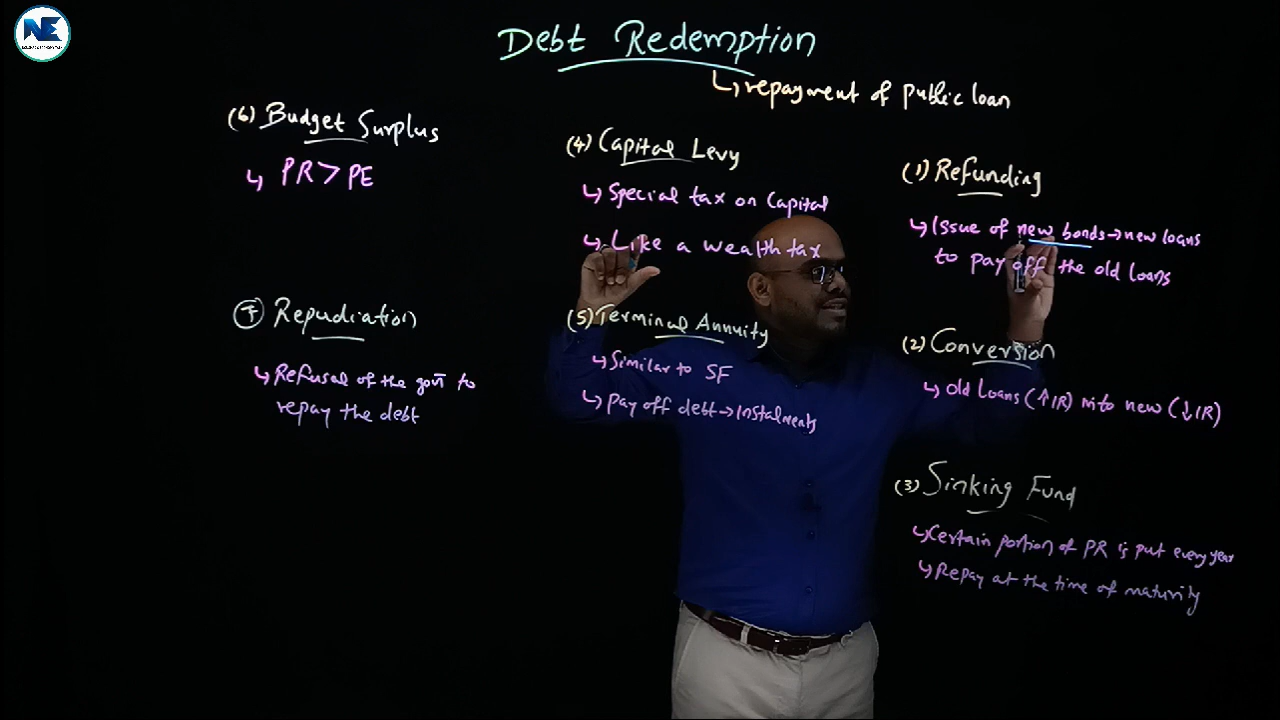 NE
Debt Redemption
↳ repayment of public loan
(1) Refunding
↳ Issue of new bonds → new loans
to pay off the old loans
(2) Conversion
↳ old loans (↑IR) into new (↓IR)
(3) Sinking Fund
↳ Certain portion of PR is put every year
↳ Repay at the time of maturity
(4) Capital Levy
↳ Special tax on Capital
↳ Like a wealth tax
(5) Terminal Annuity
↳ Similar to SF
↳ Pay off debt → Instalments
(6) Budget Surplus
↳ PR > PE
(7) Repudiation
↳ Refusal of the govt to
repay the debt